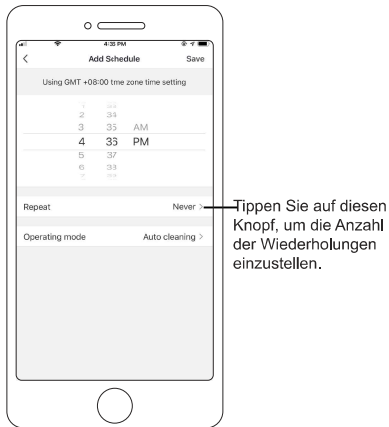 4:35 PM
Add Schedule
Save
Using GMT +08:00 tme zone time setting
2 34
3 35 AM
4 36 PM
5 37
6 38
Repeat
Never >
Operating mode
Auto cleaning >
Tippen Sie auf diesen
Knopf, um die Anzahl
der Wiederholungen
einzustellen.